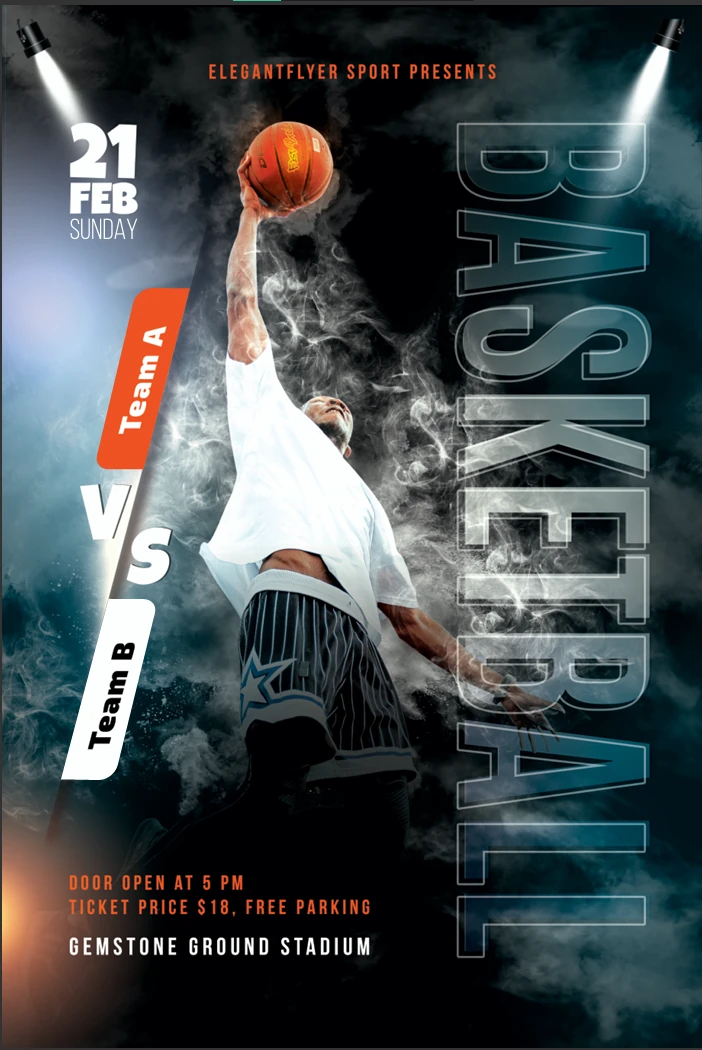 ELEGANTFLYER SPORT PRESENTS
21
FEB
SUNDAY
Team A
VS
Team B
BASKETBALL
DOOR OPEN AT 5 PM
TICKET PRICE $18, FREE PARKING
GEMSTONE GROUND STADIUM